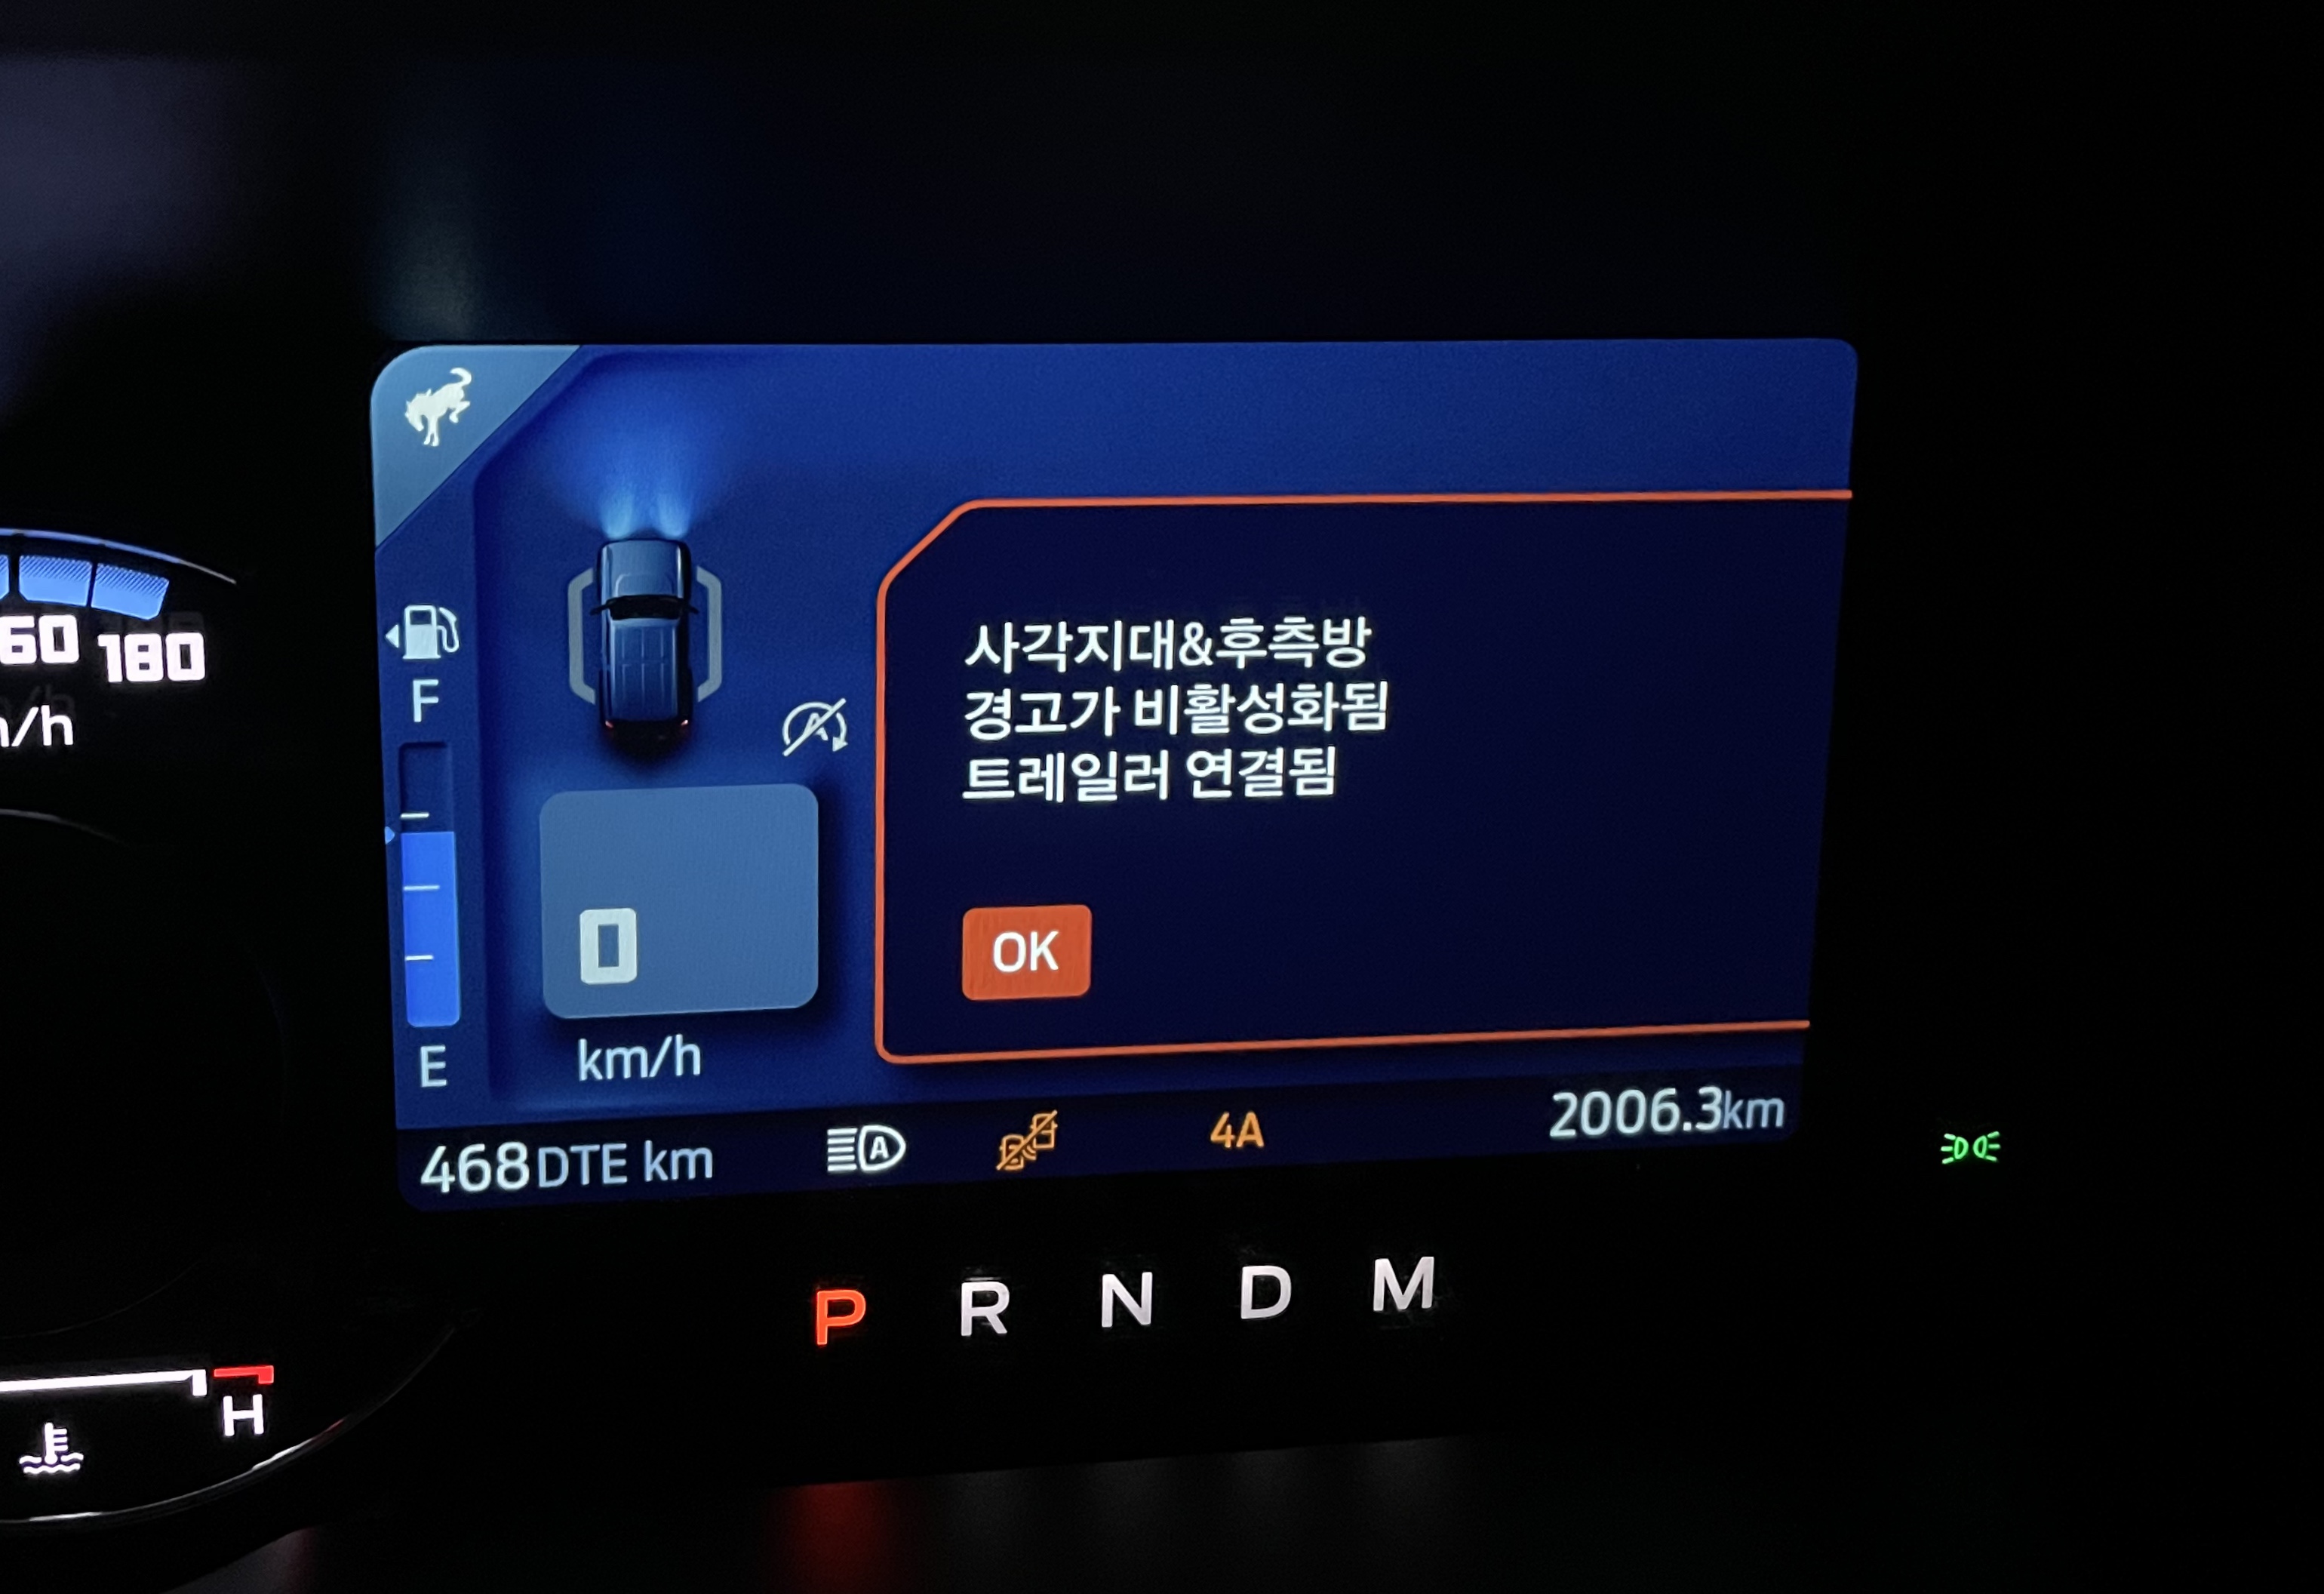 60 180
/h
F
사각지대&후측방
경고가 비활성화됨
트레일러 연결됨
OK
0
km/h
E
468 DTE km
A
4A
2006.3km
P R N D M
H